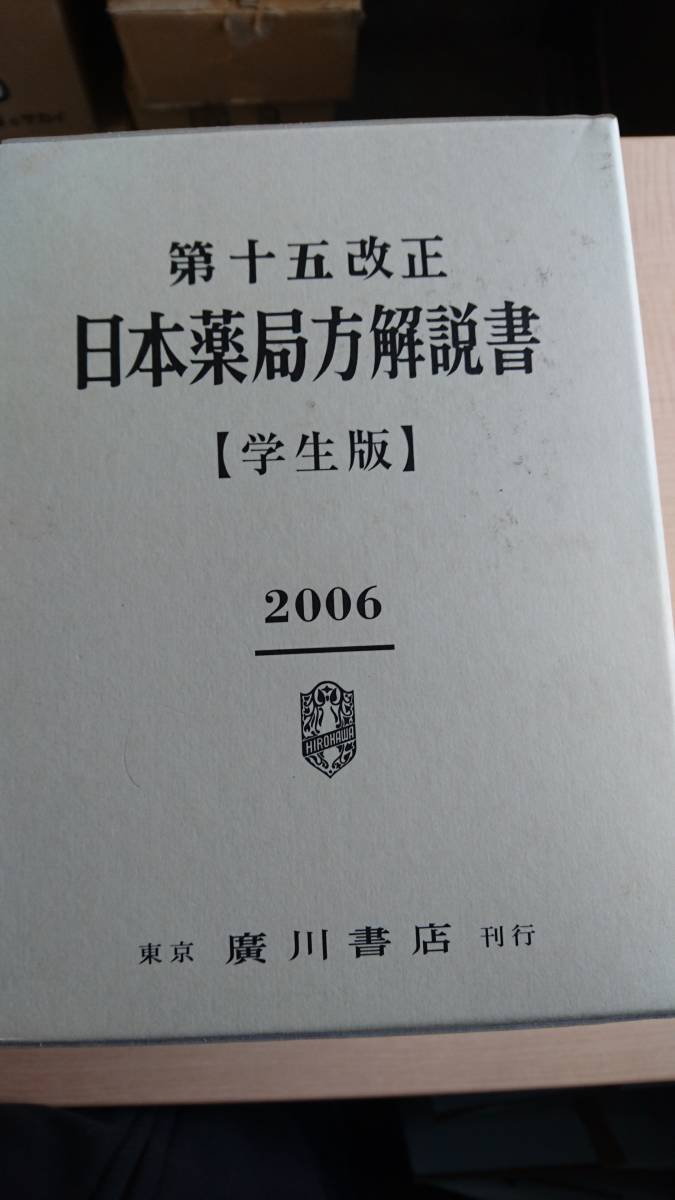 第十五改正
日本薬局方解説書
【学生版】
2006
HIROKAWA
東京 廣川書店 刊行